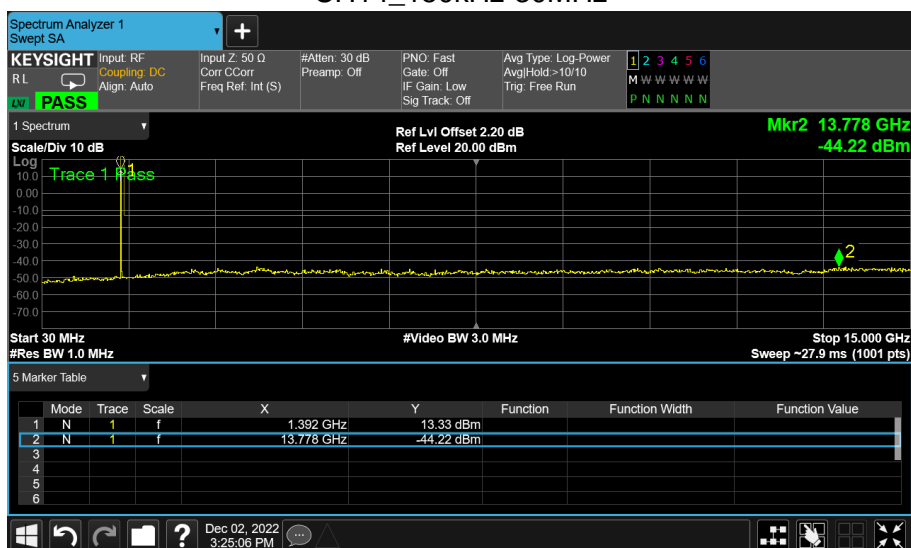 Spectrum Analyzer 1
Swept SA
KEYSIGHT
RL
LXI PASS
Input: RF
Coupling: DC
Align: Auto
Input Z: 50 Ω
Corr CCorr
Freq Ref: Int (S)
#Atten: 30 dB
Preamp: Off
PNO: Fast
Gate: Off
IF Gain: Low
Sig Track: Off
Avg Type: Log-Power
Avg|Hold:>10/10
Trig: Free Run
1 2 3 4 5 6
M W W W W W
P N N N N N
1 Spectrum
Scale/Div 10 dB
Ref Lvl Offset 2.20 dB
Ref Level 20.00 dBm
Mkr2 13.778 GHz
-44.22 dBm
Log
Trace 1 Pass
1
2
10.0
0.00
-10.0
-20.0
-30.0
-40.0
-50.0
-60.0
-70.0
Start 30 MHz
#Res BW 1.0 MHz
#Video BW 3.0 MHz
Stop 15.000 GHz
Sweep ~27.9 ms (1001 pts)
5 Marker Table
Mode Trace Scale X Y Function Function Width Function Value
1 N 1 f 1.392 GHz 13.33 dBm
2 N 1 f 13.778 GHz -44.22 dBm
3
4
5
6
?
Dec 02, 2022
3:25:06 PM